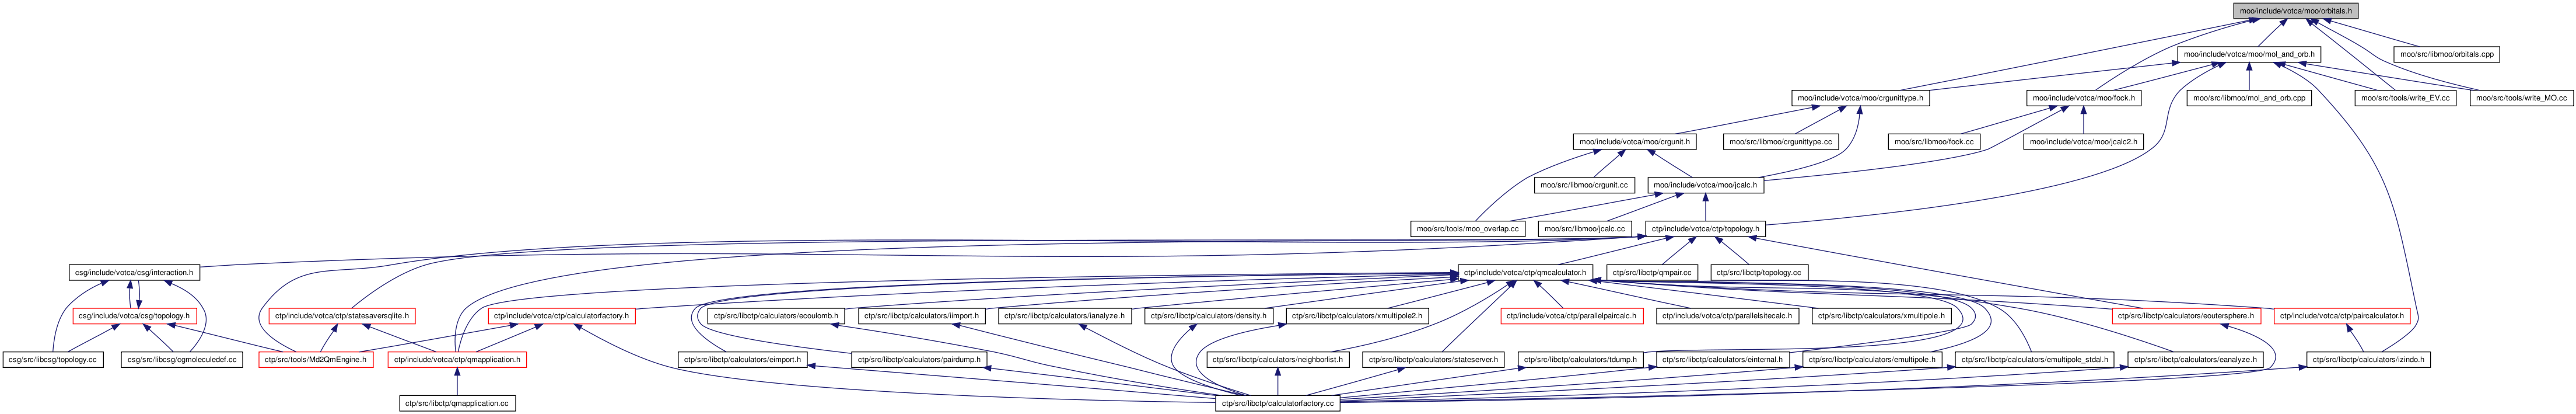 moo/include/votca/moo/orbitals.h
moo/include/votca/moo/mol_and_orb.h
moo/src/libmoo/orbitals.cpp
moo/include/votca/moo/crgunittype.h
moo/include/votca/moo/fock.h
moo/src/libmoo/mol_and_orb.cpp
moo/src/tools/write_EV.cc
moo/src/tools/write_MO.cc
moo/include/votca/moo/crgunit.h
moo/src/libmoo/crgunittype.cc
moo/src/libmoo/fock.cc
moo/include/votca/moo/jcalc2.h
moo/src/libmoo/crgunit.cc
moo/include/votca/moo/jcalc.h
moo/src/tools/moo_overlap.cc
moo/src/libmoo/jcalc.cc
ctp/include/votca/ctp/topology.h
csg/include/votca/csg/interaction.h
ctp/include/votca/ctp/qmcalculator.h
ctp/src/libctp/qmpair.cc
ctp/src/libctp/topology.cc
csg/include/votca/csg/topology.h
ctp/include/votca/ctp/statesaversqlite.h
ctp/include/votca/ctp/calculatorfactory.h
ctp/src/libctp/calculators/ecoulomb.h
ctp/src/libctp/calculators/iimport.h
ctp/src/libctp/calculators/ianalyze.h
ctp/src/libctp/calculators/density.h
ctp/src/libctp/calculators/xmultipole2.h
ctp/include/votca/ctp/parallelpaircalc.h
ctp/include/votca/ctp/parallelsitecalc.h
ctp/src/libctp/calculators/xmultipole.h
ctp/src/libctp/calculators/eoutersphere.h
ctp/include/votca/ctp/paircalculator.h
csg/src/libcsg/topology.cc
csg/src/libcsg/cgmoleculedef.cc
ctp/src/tools/Md2QmEngine.h
ctp/include/votca/ctp/qmapplication.h
ctp/src/libctp/calculators/eimport.h
ctp/src/libctp/calculators/pairdump.h
ctp/src/libctp/calculators/neighborlist.h
ctp/src/libctp/calculators/stateserver.h
ctp/src/libctp/calculators/tdump.h
ctp/src/libctp/calculators/einternal.h
ctp/src/libctp/calculators/emultipole.h
ctp/src/libctp/calculators/emultipole_stdal.h
ctp/src/libctp/calculators/eanalyze.h
ctp/src/libctp/calculators/izindo.h
ctp/src/libctp/qmapplication.cc
ctp/src/libctp/calculatorfactory.cc